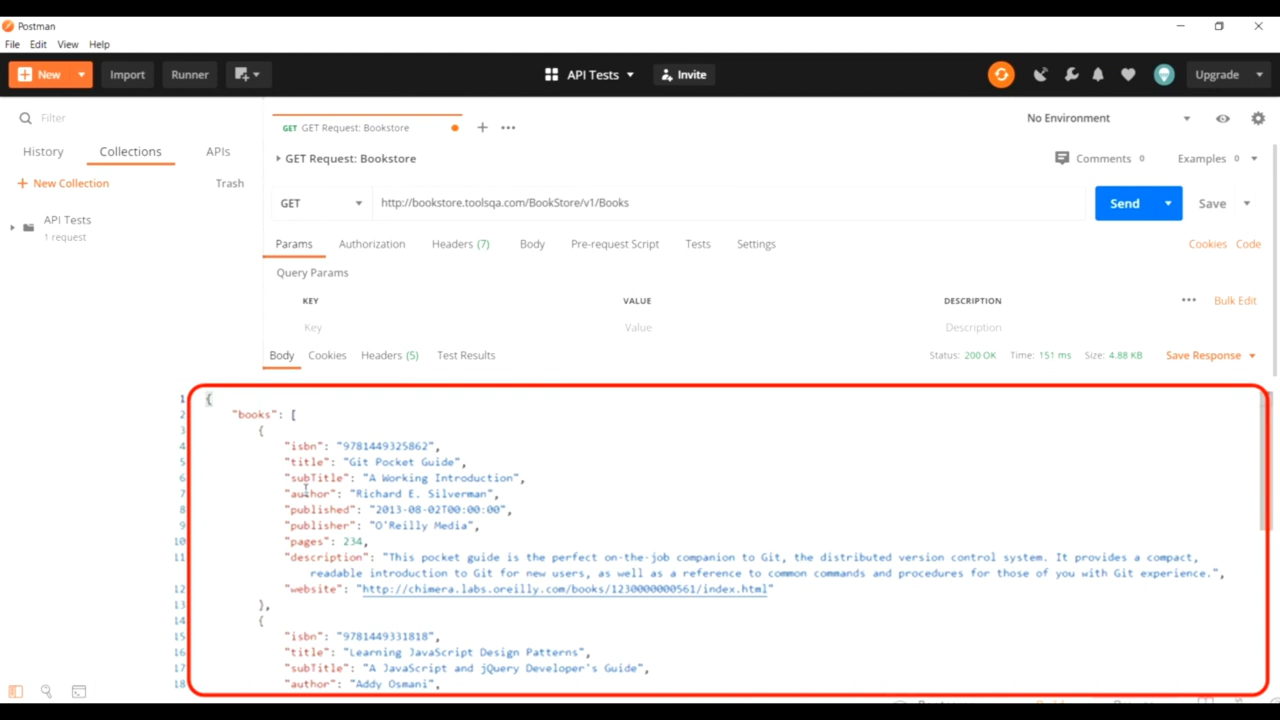 Postman
File Edit View Help
New Import Runner API Tests Invite Upgrade
Filter GET GET Request: Bookstore No Environment
History Collections APIs GET Request: Bookstore Comments 0 Examples 0
+ New Collection Trash
GET http://bookstore.toolsqa.com/BookStore/v1/Books Send Save
API Tests
1 request
Params Authorization Headers (7) Body Pre-request Script Tests Settings Cookies Code
Query Params
KEY VALUE DESCRIPTION Bulk Edit
Key Value Description
Body Cookies Headers (5) Test Results Status: 200 OK Time: 151 ms Size: 4.88 KB Save Response
1 {
2 "books": [
3 {
4 "isbn": "9781449325862",
5 "title": "Git Pocket Guide",
6 "subTitle": "A Working Introduction",
7 "author": "Richard E. Silverman",
8 "published": "2013-08-02T00:00:00",
9 "publisher": "O'Reilly Media",
10 "pages": 234,
11 "description": "This pocket guide is the perfect on-the-job companion to Git, the distributed version control system. It provides a compact,
readable introduction to Git for new users, as well as a reference to common commands and procedures for those of you with Git experience.",
12 "website": "http://chimera.labs.oreilly.com/books/1230000000561/index.html"
13 },
14 {
15 "isbn": "9781449331818",
16 "title": "Learning JavaScript Design Patterns",
17 "subTitle": "A JavaScript and jQuery Developer's Guide",
18 "author": "Addy Osmani",